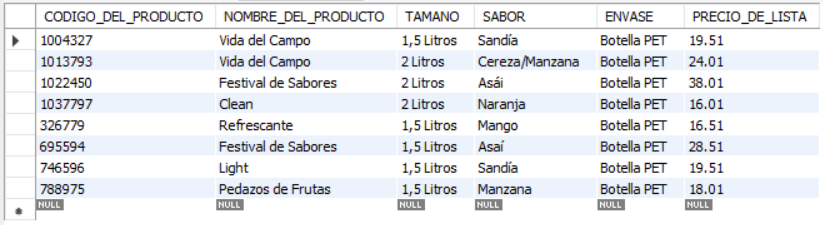 CODIGO_DEL_PRODUCTO NOMBRE_DEL_PRODUCTO TAMANO SABOR ENVASE PRECIO_DE_LISTA
1004327 Vida del Campo 1,5 Litros Sandía Botella PET 19.51
1013793 Vida del Campo 2 Litros Cereza/Manzana Botella PET 24.01
1022450 Festival de Sabores 2 Litros Asái Botella PET 38.01
1037797 Clean 2 Litros Naranja Botella PET 16.01
326779 Refrescante 1,5 Litros Mango Botella PET 16.51
695594 Festival de Sabores 1,5 Litros Asaí Botella PET 28.51
746596 Light 1,5 Litros Sandía Botella PET 19.51
788975 Pedazos de Frutas 1,5 Litros Manzana Botella PET 18.01
NULL NULL NULL NULL NULL NULL